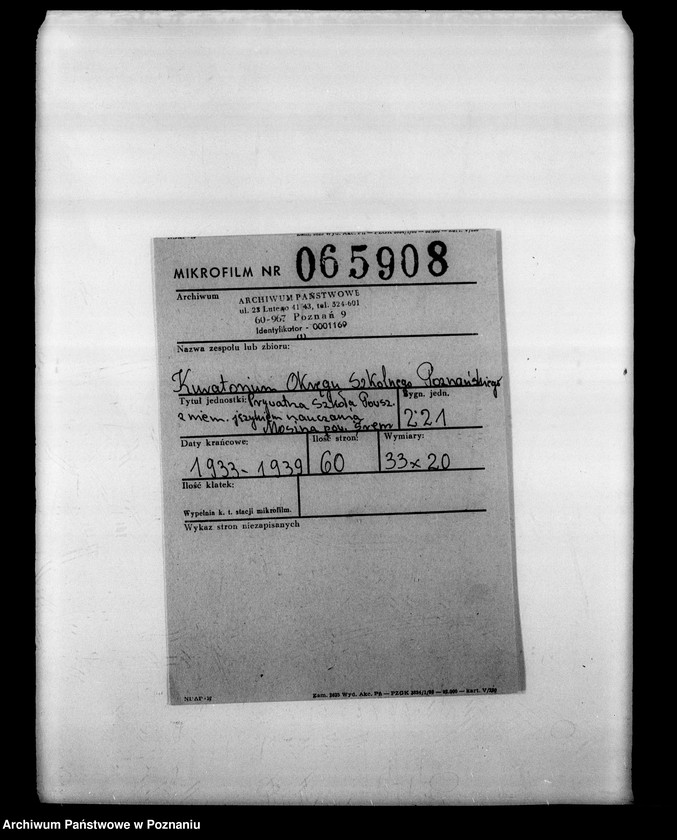 MIKROFILM NR 065908
Archiwum
ARCHIWUM PAŃSTWOWE
ul. 23 Lutego 41/43, tel. 524-601
60-967 Poznań 9
Identyfikator - 0001169
(1)
Nazwa zespołu lub zbioru:
Kuratorium Okręgu Szkolnego Poznańskiego
Tytuł jednostki: Prywatna Szkoła Powsz.
z niem. językiem nauczania
Mosina pow. Śrem
Sygn. jedn.
221
Daty krańcowe:
1933-1939
Ilość stron:
60
Wymiary:
33x20
Ilość klatek:
Wypełnia k. t. stacji mikrofilm.
Wykaz stron niezapisanych
Archiwum Państwowe w Poznaniu